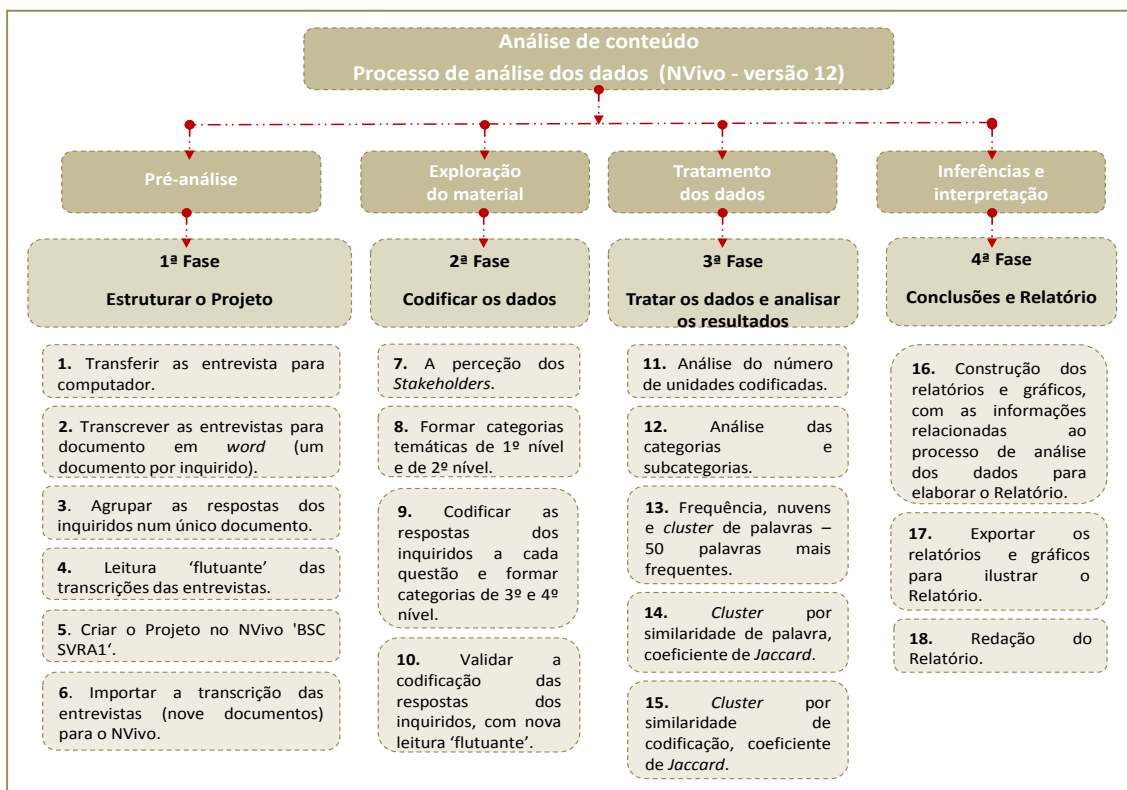 Análise de conteúdo
Processo de análise dos dados (NVivo - versão 12)
Pré-análise
Exploração
do material
Tratamento
dos dados
Inferências e
interpretação
1ª Fase
Estruturar o Projeto
2ª Fase
Codificar os dados
3ª Fase
Tratar os dados e analisar
os resultados
4ª Fase
Conclusões e Relatório
1. Transferir as entrevista para
computador.
2. Transcrever as entrevistas para
documento em word (um
documento por inquirido).
3. Agrupar as respostas dos
inquiridos num único documento.
4. Leitura ‘flutuante’ das
transcrições das entrevistas.
5. Criar o Projeto no NVivo 'BSC
SVRA1‘.
6. Importar a transcrição das
entrevistas (nove documentos)
para o NVivo.
7. A perceção dos
Stakeholders.
8. Formar categorias
temáticas de 1º nível
e de 2º nível.
9. Codificar as
respostas dos
inquiridos a cada
questão e formar
categorias de 3º e 4º
nível.
10. Validar a
codificação das
respostas dos
inquiridos, com nova
leitura ‘flutuante’.
11. Análise do número
de unidades codificadas.
12. Análise das
categorias e
subcategorias.
13. Frequência, nuvens
e cluster de palavras –
50 palavras mais
frequentes.
14. Cluster por
similaridade de palavra,
coeficiente de Jaccard.
15. Cluster por
similaridade de
codificação, coeficiente
de Jaccard.
16. Construção dos
relatórios e gráficos,
com as informações
relacionadas ao
processo de análise
dos dados para
elaborar o Relatório.
17. Exportar os
relatórios e gráficos
para ilustrar o
Relatório.
18. Redação do
Relatório.